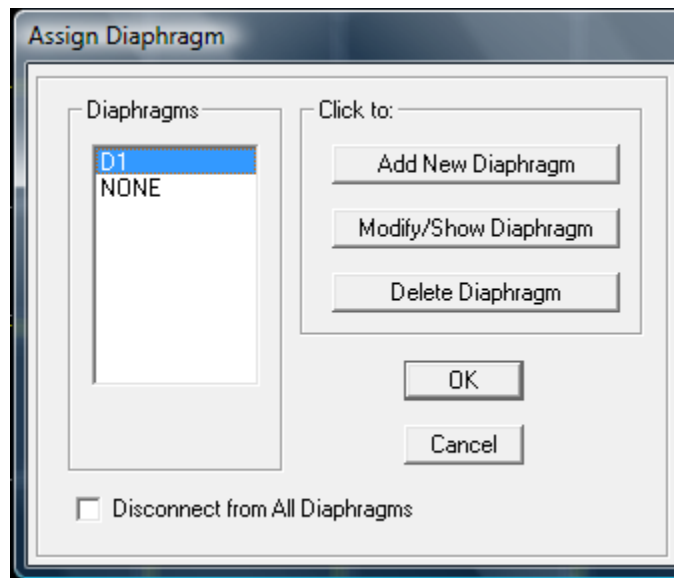 Assign Diaphragm
Diaphragms
D1
NONE
Click to:
Add New Diaphragm
Modify/Show Diaphragm
Delete Diaphragm
OK
Cancel
Disconnect from All Diaphragms